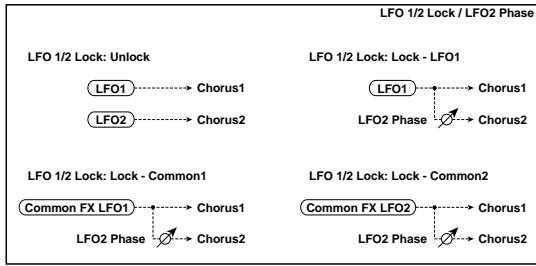 LFO 1/2 Lock / LFO2 Phase
LFO 1/2 Lock: Unlock
LFO1 Chorus1
LFO2 Chorus2
LFO 1/2 Lock: Lock - LFO1
LFO1 Chorus1
LFO2 Phase Chorus2
LFO 1/2 Lock: Lock - Common1
Common FX LFO1 Chorus1
LFO2 Phase Chorus2
LFO 1/2 Lock: Lock - Common2
Common FX LFO2 Chorus1
LFO2 Phase Chorus2